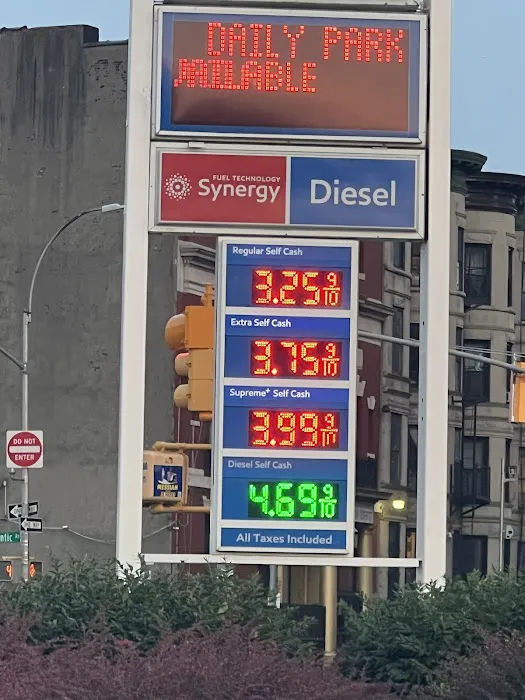 DAILY PARK
AVAILABLE
FUEL TECHNOLOGY
Synergy
Diesel
Regular Self Cash
3.25 9/10
Extra Self Cash
3.75 9/10
Supreme+ Self Cash
3.99 9/10
Diesel Self Cash
4.69 9/10
All Taxes Included
DO NOT
ENTER
MESSIAH